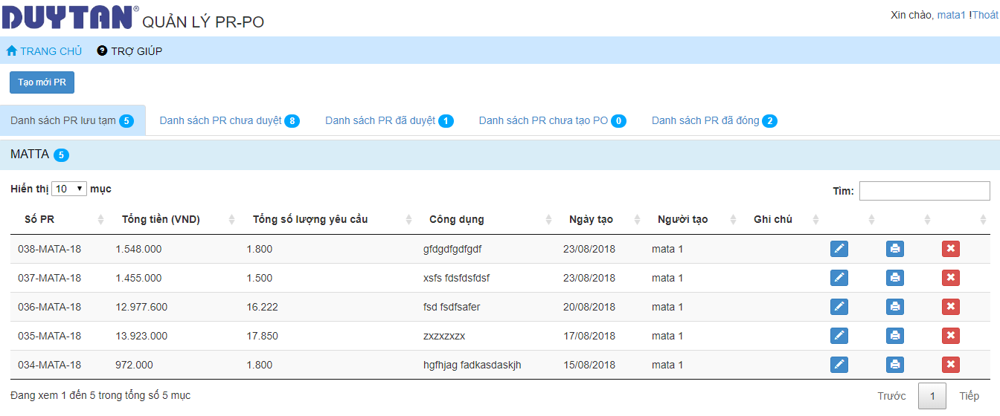 DUYTAN® QUẢN LÝ PR-PO
Xin chào, mata1 !Thoát
TRANG CHỦ ? TRỢ GIÚP
Tạo mới PR
Danh sách PR lưu tạm 5 Danh sách PR chưa duyệt 8 Danh sách PR đã duyệt 1 Danh sách PR chưa tạo PO 0 Danh sách PR đã đóng 2
MATTA 5
Hiển thị 10 mục Tìm:
Số PR Tổng tiền (VND) Tổng số lượng yêu cầu Công dụng Ngày tạo Người tạo Ghi chú
038-MATA-18 1.548.000 1.800 gfdgdfgdfgdf 23/08/2018 mata 1
037-MATA-18 1.455.000 1.500 xsfs fdsfdsfdsf 23/08/2018 mata 1
036-MATA-18 12.977.600 16.222 fsd fsdfsafer 20/08/2018 mata 1
035-MATA-18 13.923.000 17.850 zxzxzxzx 17/08/2018 mata 1
034-MATA-18 972.000 1.800 hgfhjag fadkasdaskjh 15/08/2018 mata 1
Đang xem 1 đến 5 trong tổng số 5 mục Trước 1 Tiếp